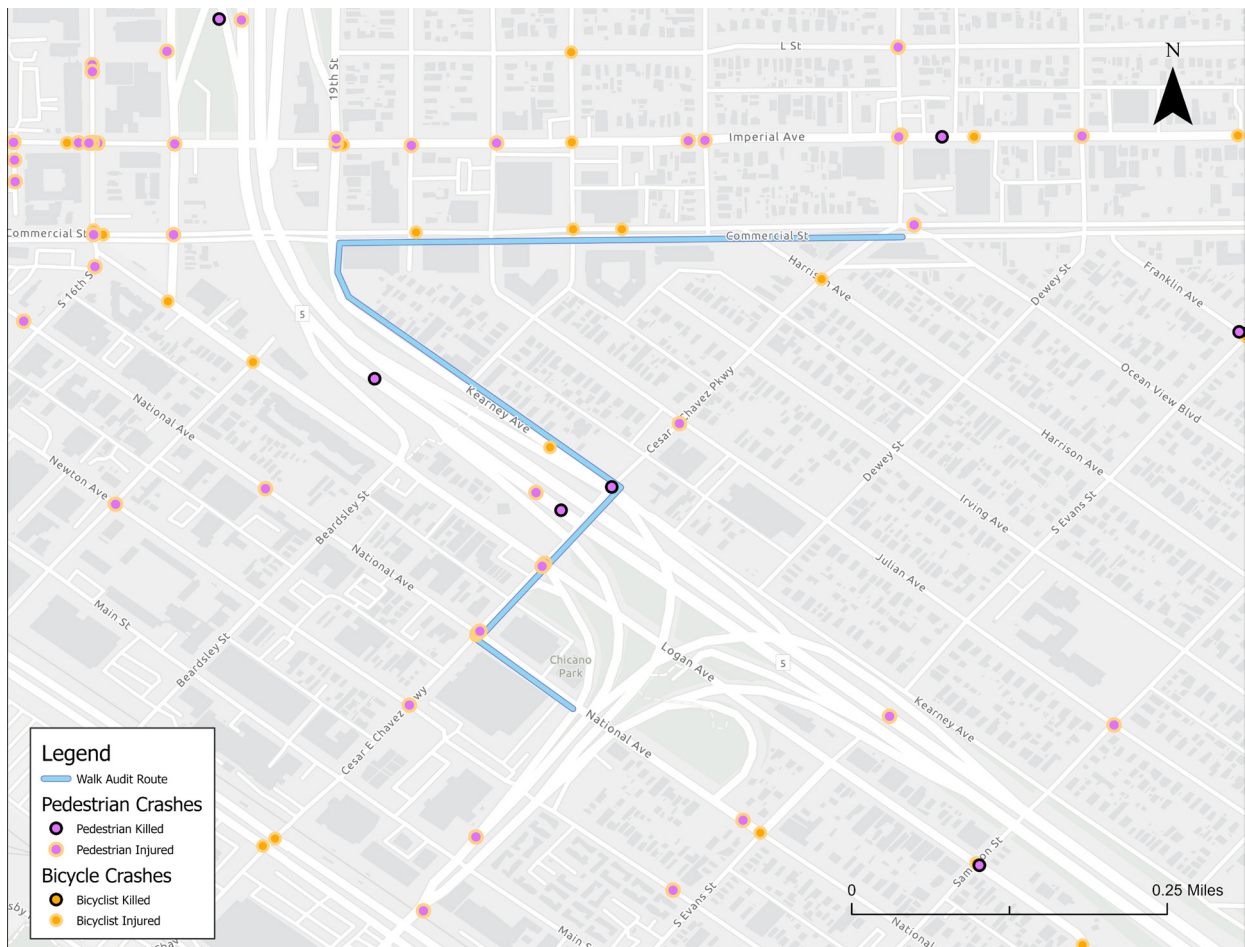 L St
N
19th St
Imperial Ave
Commercial St
Commercial St
Harrison Ave
Dewey St
Franklin Ave
S 16th S
5
Ocean View Blvd
Kearney Ave
Cesar
Chavez Pkwy
National Ave
Harrison Ave
Dewey St
Newton Ave
Beardsley St
Irving Ave
S Evans St
National Ave
Julian Ave
Main St
Beardsley St
Chicano
Park
Logan Ave
5
Kearney Ave
National Ave
Cesar E Chavez
wy
Legend
Walk Audit Route
Pedestrian Crashes
Pedestrian Killed
Pedestrian Injured
Bicycle Crashes
Bicyclist Killed
Bicyclist Injured
Sam
on St
0
0.25 Miles
S Evans St
National
Main S